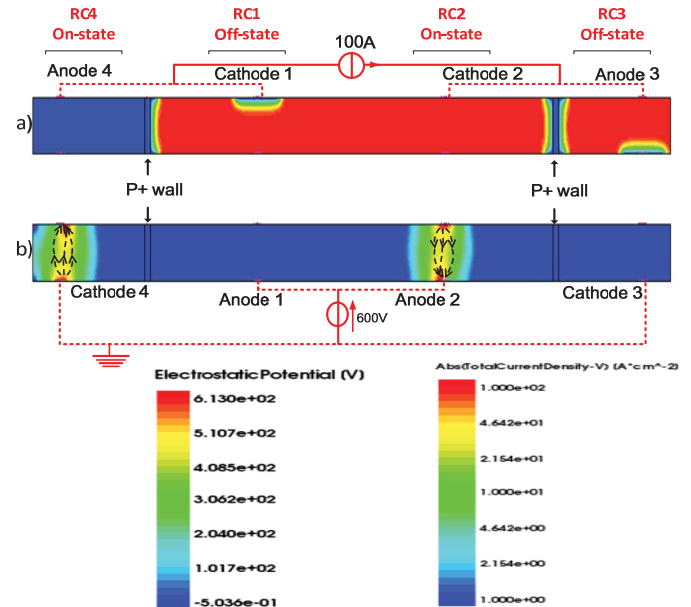 RC4 RC1 RC2 RC3
On-state Off-state On-state Off-state
100A
Anode 4 Cathode 1 Cathode 2 Anode 3
a)
P+ wall P+ wall
b)
Cathode 4 Anode 1 Anode 2 Cathode 3
600V
ElectrostaticPotential (V)
6.130e+02
5.107e+02
4.085e+02
3.062e+02
2.040e+02
1.017e+02
-5.036e-01
Abs(TotalCurrentDensity-V) (A*cm^-2)
1.000e+02
4.642e+01
2.154e+01
1.000e+01
4.642e+00
2.154e+00
1.000e+00